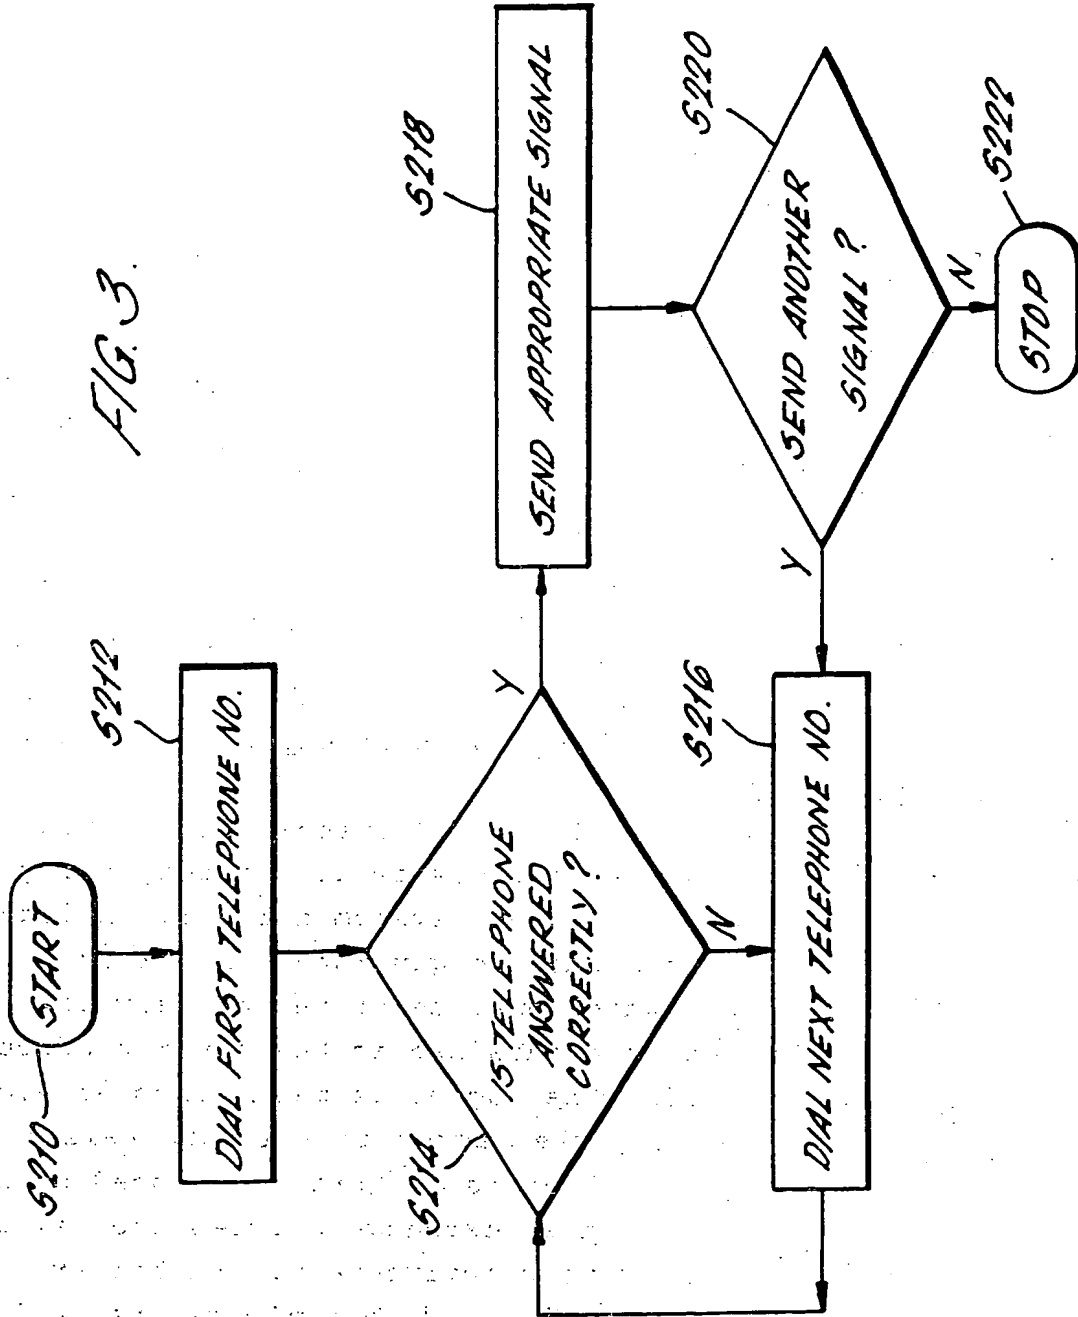 FIG. 3.
S210
START
S212
DIAL FIRST TELEPHONE NO.
S214
IS TELEPHONE
ANSWERED
CORRECTLY?
Y
N
S218
SEND APPROPRIATE SIGNAL
S216
DIAL NEXT TELEPHONE NO.
S220
SEND ANOTHER
SIGNAL?
Y
N
S222
STOP